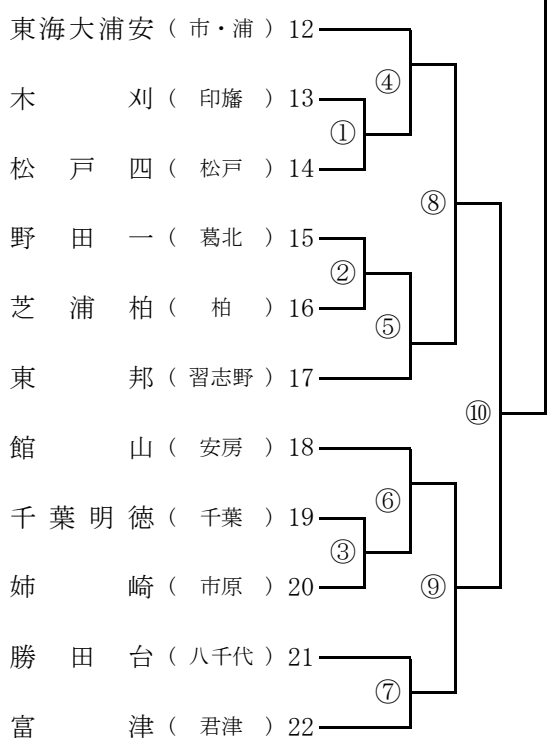 東海大浦安 ( 市・浦 ) 12
④
木刈 ( 印旛 ) 13
①
松戸四 ( 松戸 ) 14
⑧
野田一 ( 葛北 ) 15
②
芝浦柏 ( 柏 ) 16
⑤
東邦 ( 習志野 ) 17
⑩
館山 ( 安房 ) 18
⑥
千葉明徳 ( 千葉 ) 19
③
姉崎 ( 市原 ) 20
⑨
勝田台 ( 八千代 ) 21
⑦
富津 ( 君津 ) 22